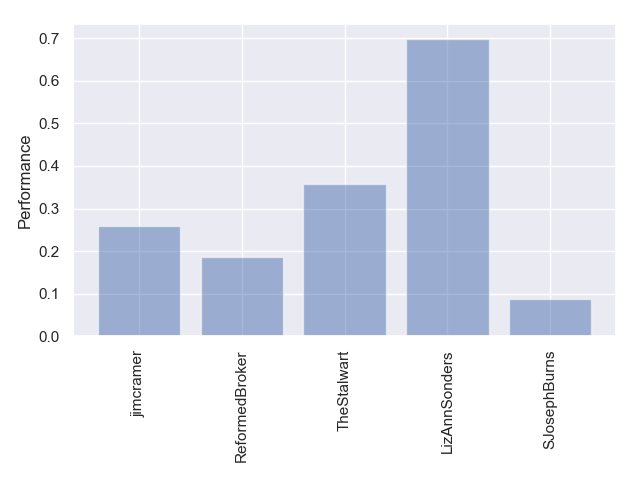 0.7
0.6
0.5
0.4
0.3
0.2
0.1
0.0
Performance
jimcramer
ReformedBroker
TheStalwart
LizAnnSonders
SJosephBurns